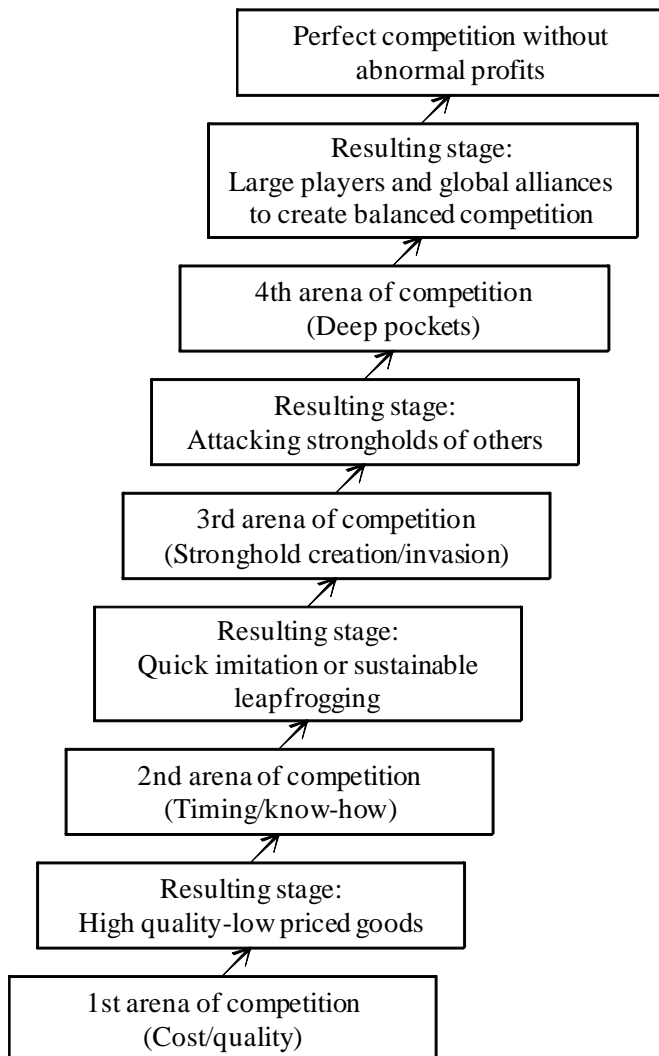 Perfect competition without
abnormal profits
Resulting stage:
Large players and global alliances
to create balanced competition
4th arena of competition
(Deep pockets)
Resulting stage:
Attacking strongholds of others
3rd arena of competition
(Stronghold creation/invasion)
Resulting stage:
Quick imitation or sustainable
leapfrogging
2nd arena of competition
(Timing/know-how)
Resulting stage:
High quality-low priced goods
1st arena of competition
(Cost/quality)